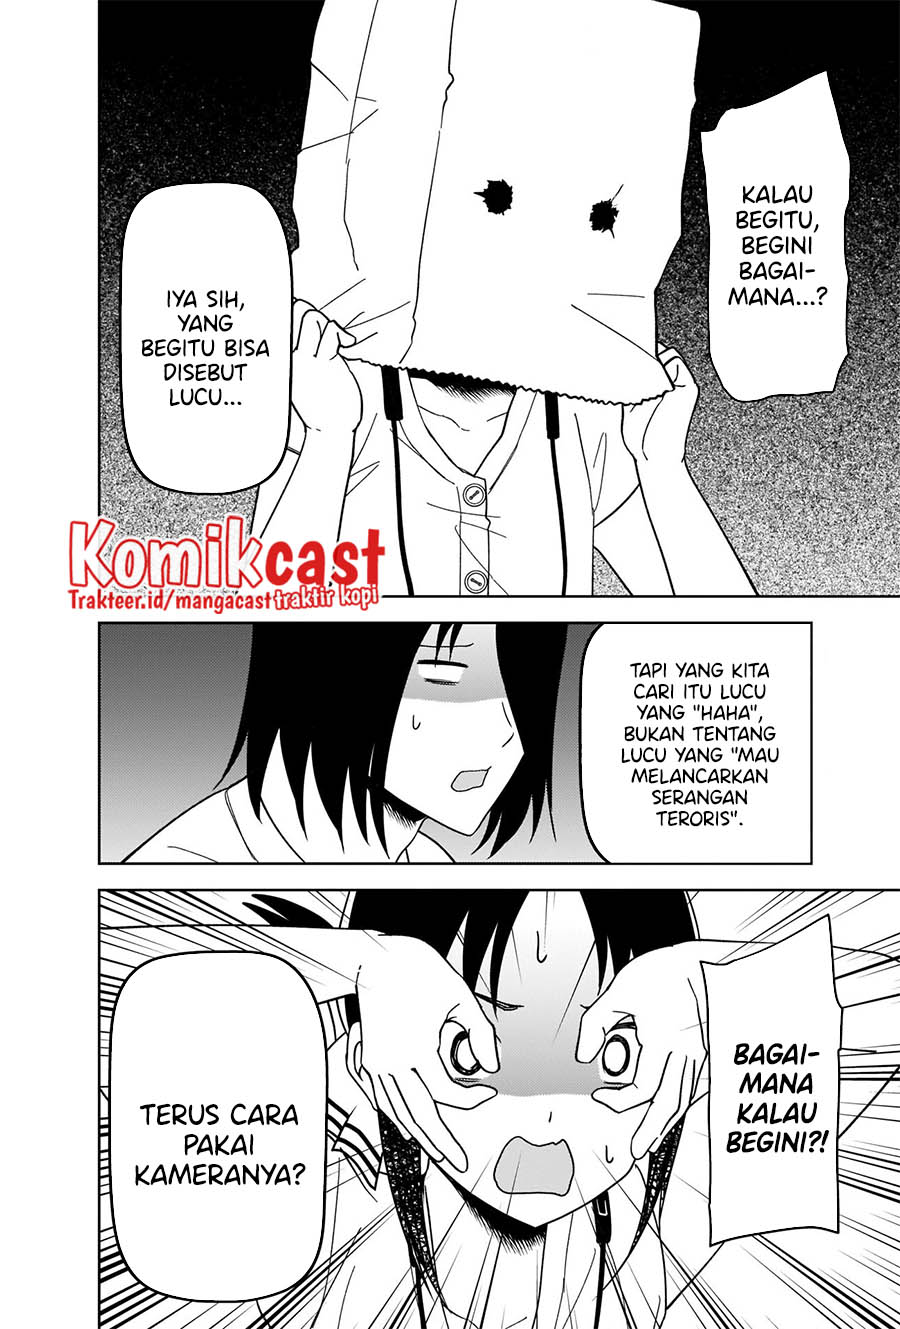 KALAU
BEGITU,
BEGINI
BAGAI-
MANA...?
IYA SIH,
YANG
BEGITU BISA
DISEBUT
LUCU...
Komikcast
Trakteer.id/mangacast traktir kopi
TAPI YANG KITA
CARI ITU LUCU
YANG "HAHA",
BUKAN TENTANG
LUCU YANG "MAU
MELANCARKAN
SERANGAN
TERORIS".
BAGAI-
MANA
KALAU
BEGINI?!
TERUS CARA
PAKAI
KAMERANYA?